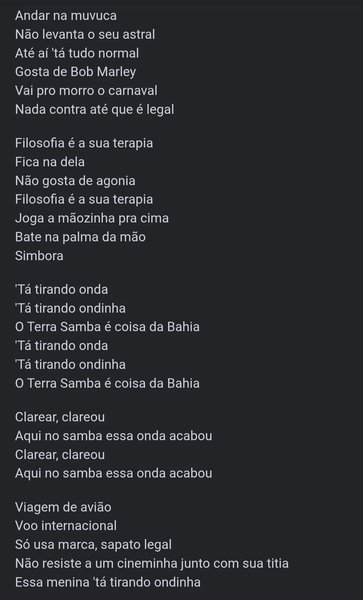 Andar na muvuca
Não levanta o seu astral
Até aí 'tá tudo normal
Gosta de Bob Marley
Vai pro morro o carnaval
Nada contra até que é legal
Filosofia é a sua terapia
Fica na dela
Não gosta de agonia
Filosofia é a sua terapia
Joga a mãozinha pra cima
Bate na palma da mão
Simbora
'Tá tirando onda
'Tá tirando ondinha
O Terra Samba é coisa da Bahia
'Tá tirando onda
'Tá tirando ondinha
O Terra Samba é coisa da Bahia
Clarear, clareou
Aqui no samba essa onda acabou
Clarear, clareou
Aqui no samba essa onda acabou
Viagem de avião
Voo internacional
Só usa marca, sapato legal
Não resiste a um cineminha junto com sua titia
Essa menina 'tá tirando ondinha